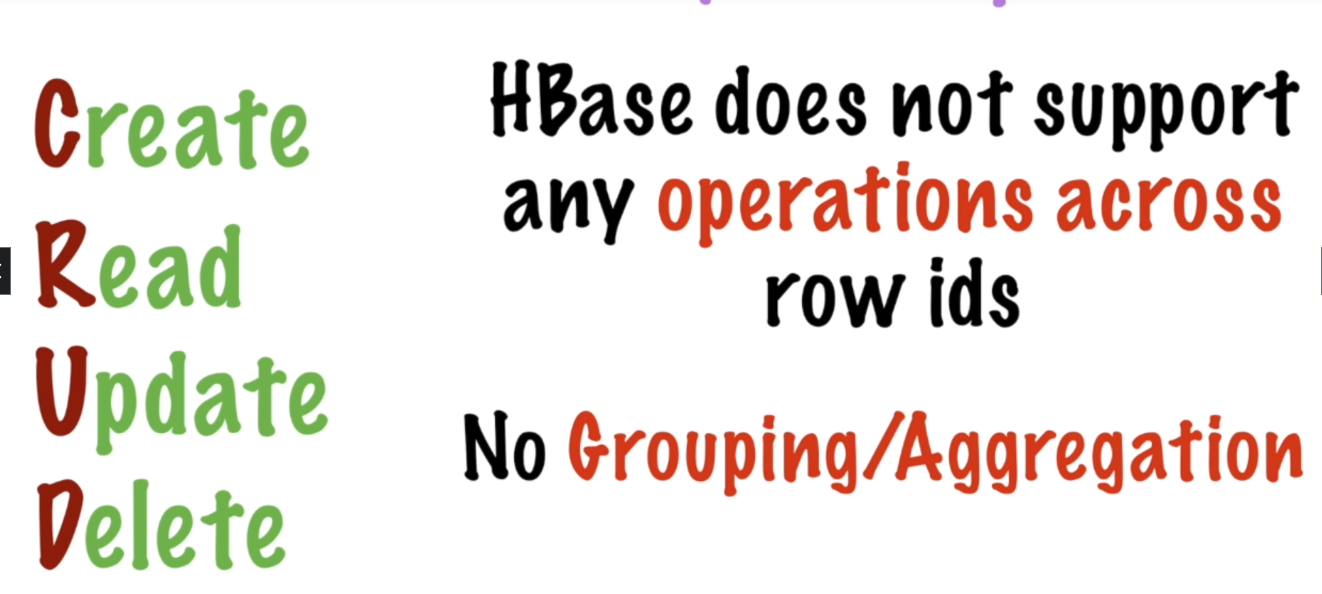 Create
Read
Update
Delete
HBase does not support
any operations across
row ids
No Grouping/Aggregation